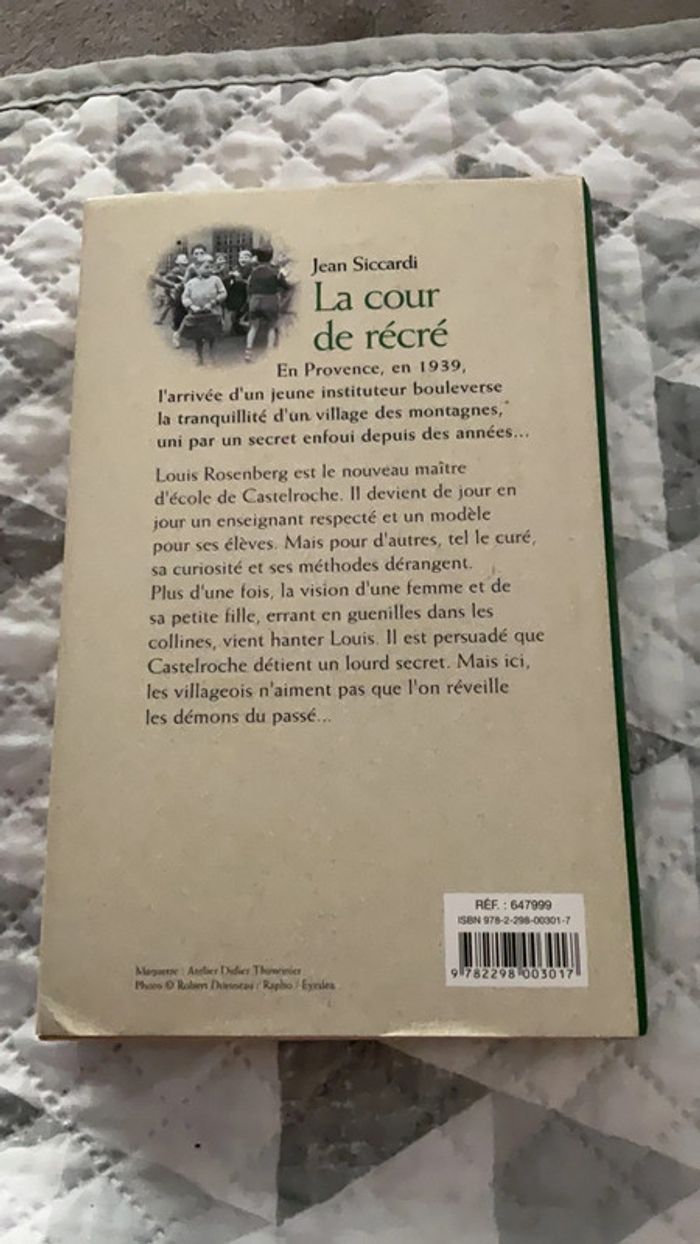 Jean Siccardi
La cour
de récré
En Provence, en 1939,
l'arrivée d'un jeune instituteur bouleverse
la tranquillité d'un village des montagnes,
uni par un secret enfoui depuis des années...
Louis Rosenberg est le nouveau maître
d'école de Castelroche. Il devient de jour en
jour un enseignant respecté et un modèle
pour ses élèves. Mais pour d'autres, tel le curé,
sa curiosité et ses méthodes dérangent.
Plus d'une fois, la vision d'une femme et de
sa petite fille, errant en guenilles dans les
collines, vient hanter Louis. Il est persuadé que
Castelroche détient un lourd secret. Mais ici,
les villageois n'aiment pas que l'on réveille
les démons du passé...
RÉF. : 647999
ISBN 978-2-298-00301-7
9 782298 003017
Maquette : Atelier Didier Thimonier
Photo © Robert Doisneau / Rapho / Eyedea